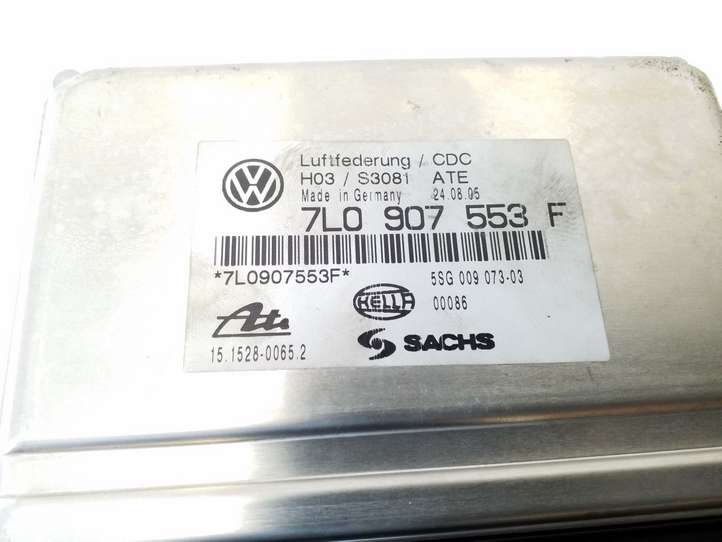 Luftfederung / CDC
H03 / S3081 ATE
Made in Germany 24.08.05
7L0 907 553 F
*7L0907553F* 5SG 009 073-03
HELLA 00086
Ate SACHS
15.1528-0065.2